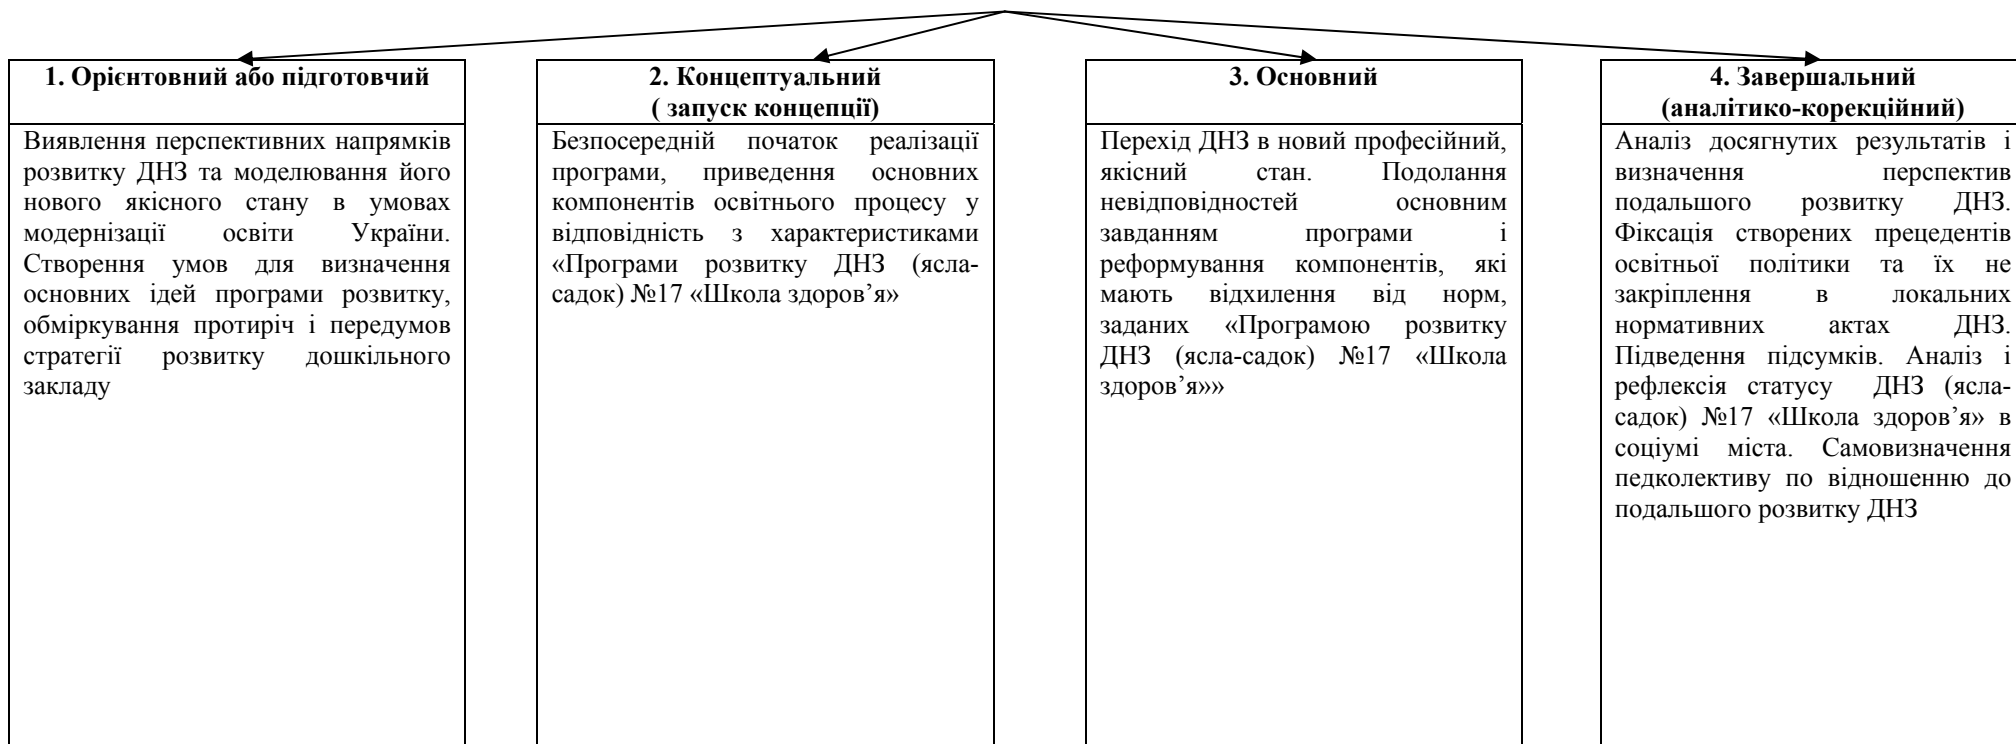 1. Орієнтовний або підготовчий
Виявлення перспективних напрямків
розвитку ДНЗ та моделювання його
нового якісного стану в умовах
модернізації освіти України.
Створення умов для визначення
основних ідей програми розвитку,
обміркування протиріч і передумов
стратегії розвитку дошкільного
закладу
2. Концептуальний
( запуск концепції)
Безпосередній початок реалізації
програми, приведення основних
компонентів освітнього процесу у
відповідність з характеристиками
«Програми розвитку ДНЗ (ясла-
садок) №17 «Школа здоров’я»
3. Основний
Перехід ДНЗ в новий професійний,
якісний стан. Подолання
невідповідностей основним
завданням програми і
реформування компонентів, які
мають відхилення від норм,
заданих «Програмою розвитку
ДНЗ (ясла-садок) №17 «Школа
здоров’я»»
4. Завершальний
(аналітико-корекційний)
Аналіз досягнутих результатів і
визначення перспектив
подальшого розвитку ДНЗ.
Фіксація створених прецедентів
освітньої політики та їх не
закріплення в локальних
нормативних актах ДНЗ.
Підведення підсумків. Аналіз і
рефлексія статусу ДНЗ (ясла-
садок) №17 «Школа здоров’я» в
соціумі міста. Самовизначення
педколективу по відношенню до
подальшого розвитку ДНЗ